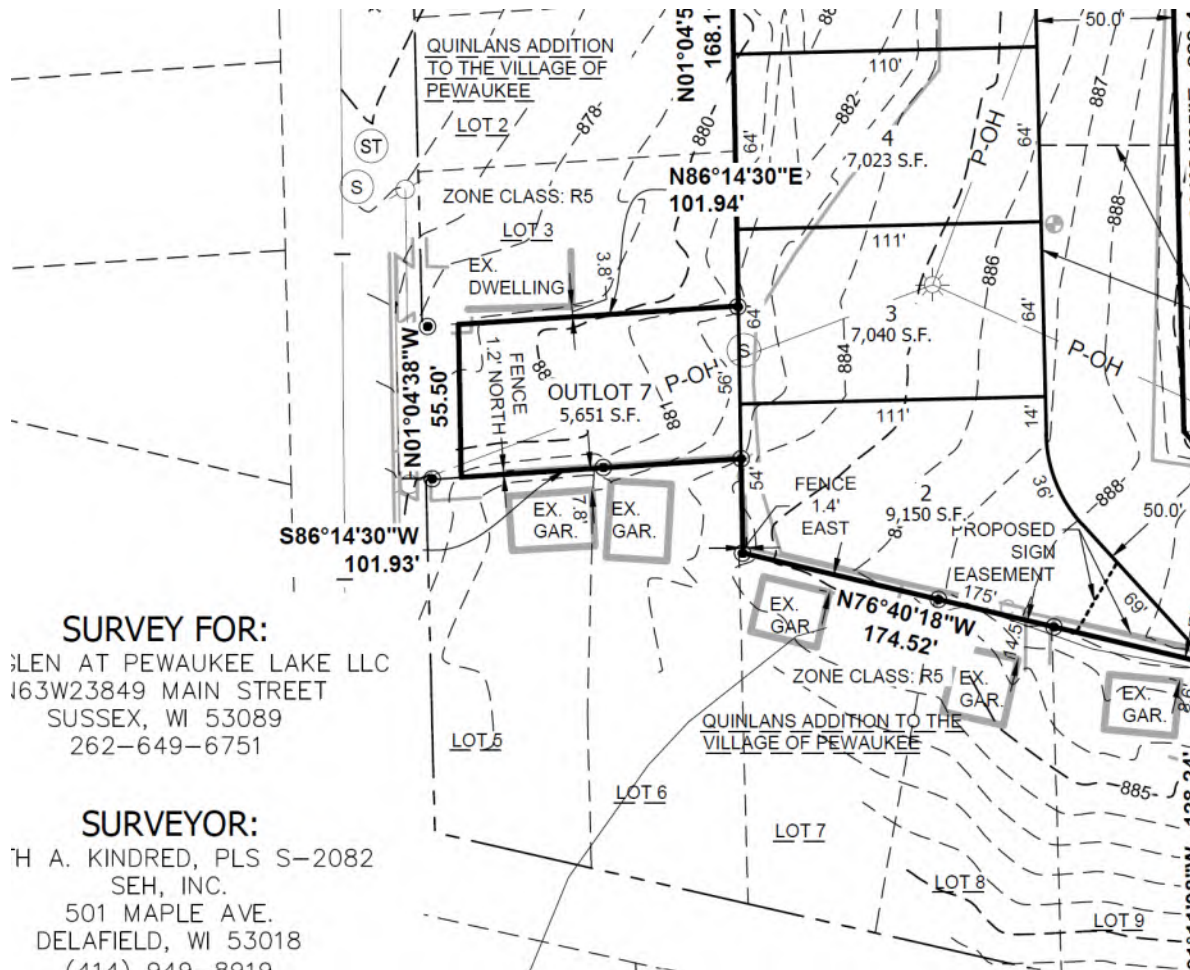 QUINLANS ADDITION
TO THE VILLAGE OF
PEWAUKEE
LOT 2
878
880
882
886
887
888
50.0'
N01°04'5
168.1
110'
64'
64'
4
7,023 S.F.
P-OH
ST
S
ZONE CLASS: R5
LOT 3
N86°14'30"E
101.94'
111'
EX.
DWELLING
3.8'
64'
64'
3
7,040 S.F.
S
P-OH
P-OH
884
N01°04'38"W
55.50'
FENCE
1.2' NORTH
OUTLOT 7
5,651 S.F.
881
56'
111'
14'
36'
54'
FENCE
1.4'
EAST
2
9,150 S.F.
888
50.0'
PROPOSED
SIGN
EASEMENT
69'
175'
14.5'
S86°14'30"W
101.93'
EX.
GAR.
7.8'
EX.
GAR.
EX.
GAR.
N76°40'18"W
174.52'
ZONE CLASS: R5
EX.
GAR.
EX.
GAR.
8.6'
QUINLANS ADDITION TO THE
VILLAGE OF PEWAUKEE
885
LOT 5
LOT 6
LOT 7
LOT 8
LOT 9
128.24'
SURVEY FOR:
GLEN AT PEWAUKEE LAKE LLC
N63W23849 MAIN STREET
SUSSEX, WI 53089
262-649-6751
SURVEYOR:
TH A. KINDRED, PLS S-2082
SEH, INC.
501 MAPLE AVE.
DELAFIELD, WI 53018
(414) 949-8919